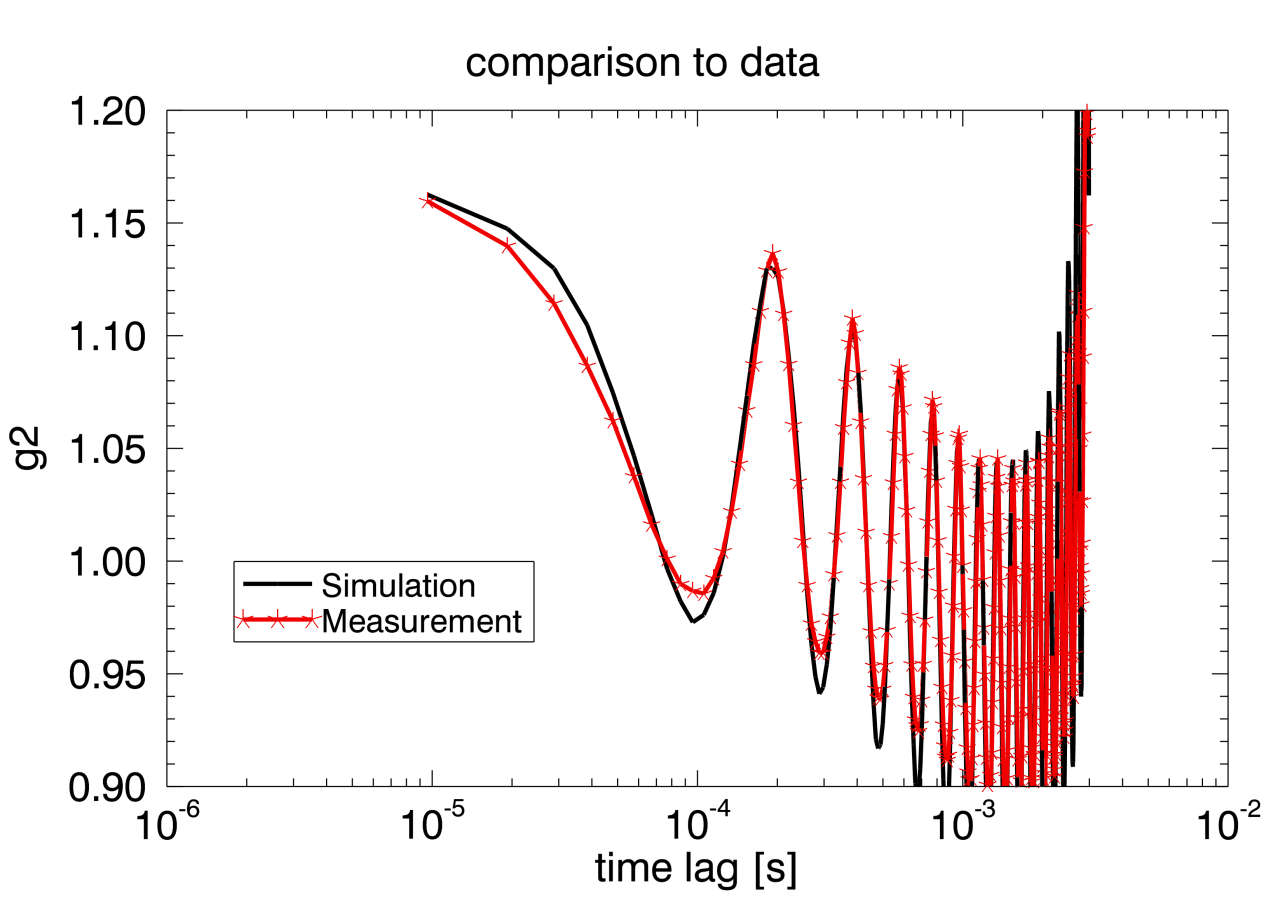 comparison to data
1.20
1.15
1.10
1.05
1.00
0.95
0.90
g2
Simulation
Measurement
10-6 10-5 10-4 10-3 10-2
time lag [s]